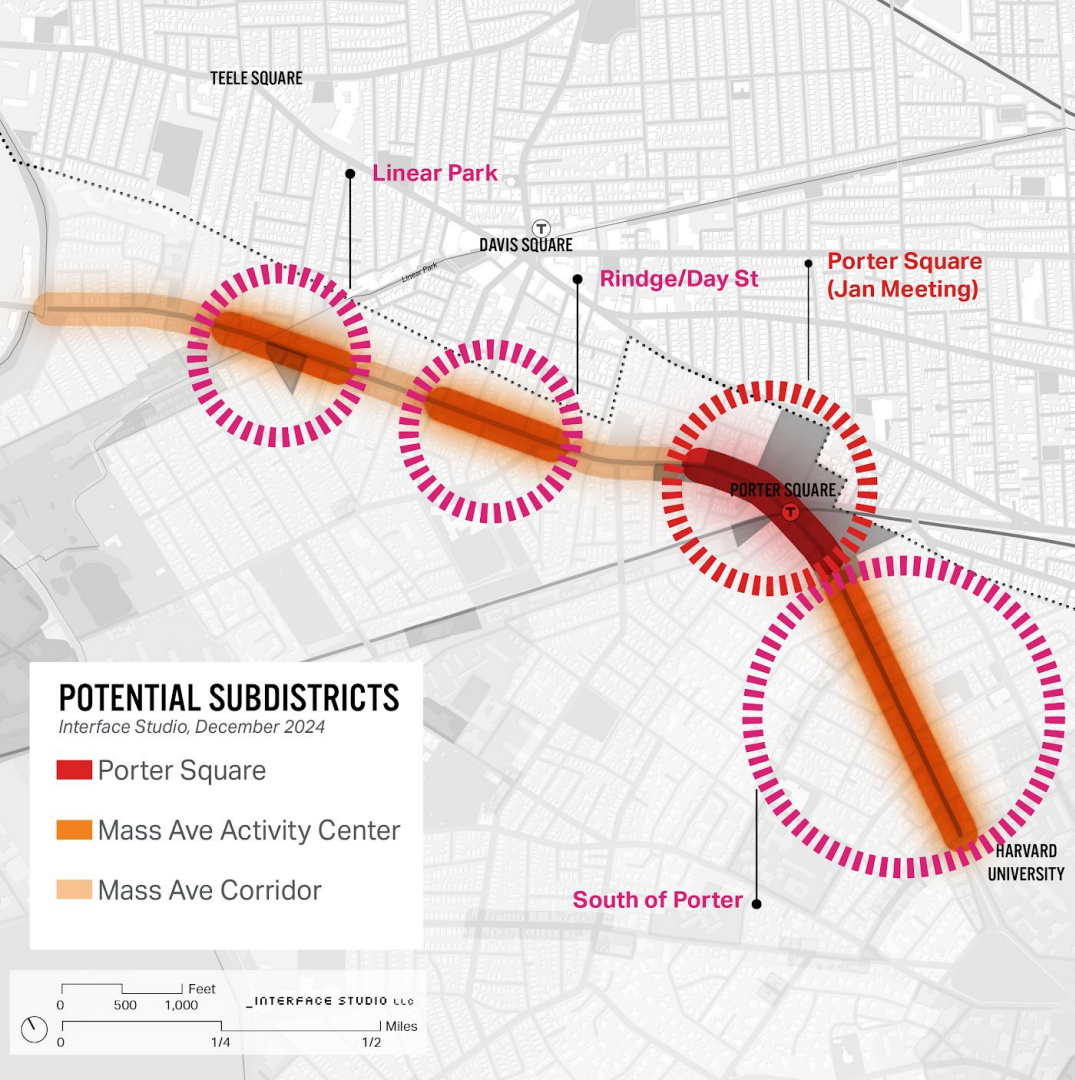 TEELE SQUARE
Linear Park
DAVIS SQUARE
Linear Park
Rindge/Day St
Porter Square
(Jan Meeting)
PORTER SQUARE
HARVARD
UNIVERSITY
South of Porter
POTENTIAL SUBDISTRICTS
Interface Studio, December 2024
Porter Square
Mass Ave Activity Center
Mass Ave Corridor
Feet
0 500 1,000
_INTERFACE STUDIO LLC
Miles
0 1/4 1/2
T
T